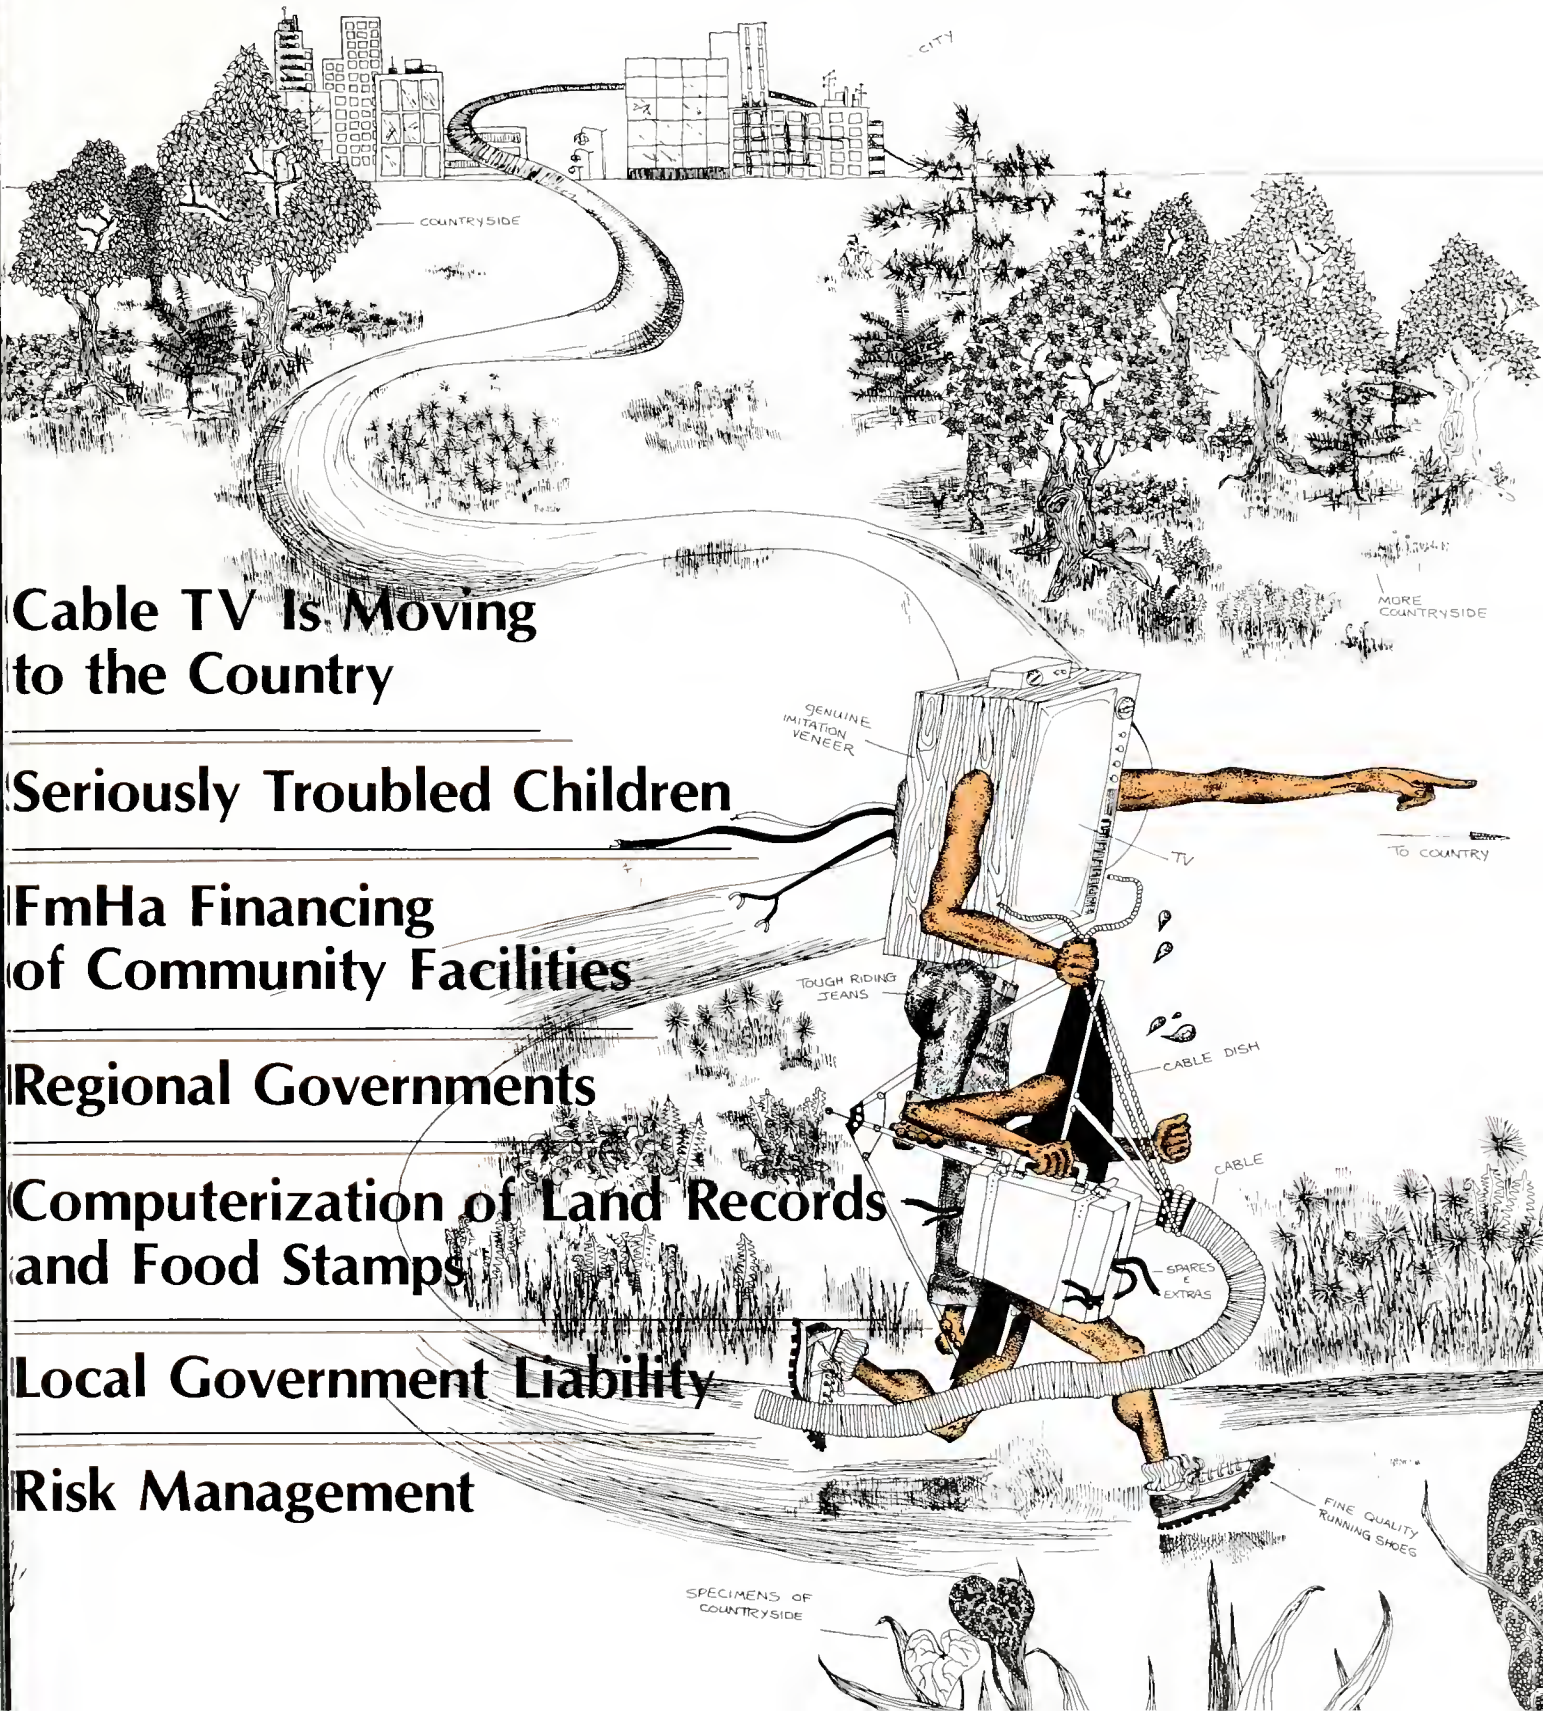 CITY
COUNTRYSIDE
MORE
COUNTRYSIDE
Cable TV Is Moving
to the Country
GENUINE
IMITATION
VENEER
Seriously Troubled Children
TV
TO COUNTRY
FmHa Financing
of Community Facilities
TOUGH RIDING
JEANS
CABLE DISH
Regional Governments
CABLE
Computerization of Land Records
and Food Stamps
SPARES
&
EXTRAS
Local Government Liability
Risk Management
FINE QUALITY
RUNNING SHOES
SPECIMENS OF
COUNTRYSIDE